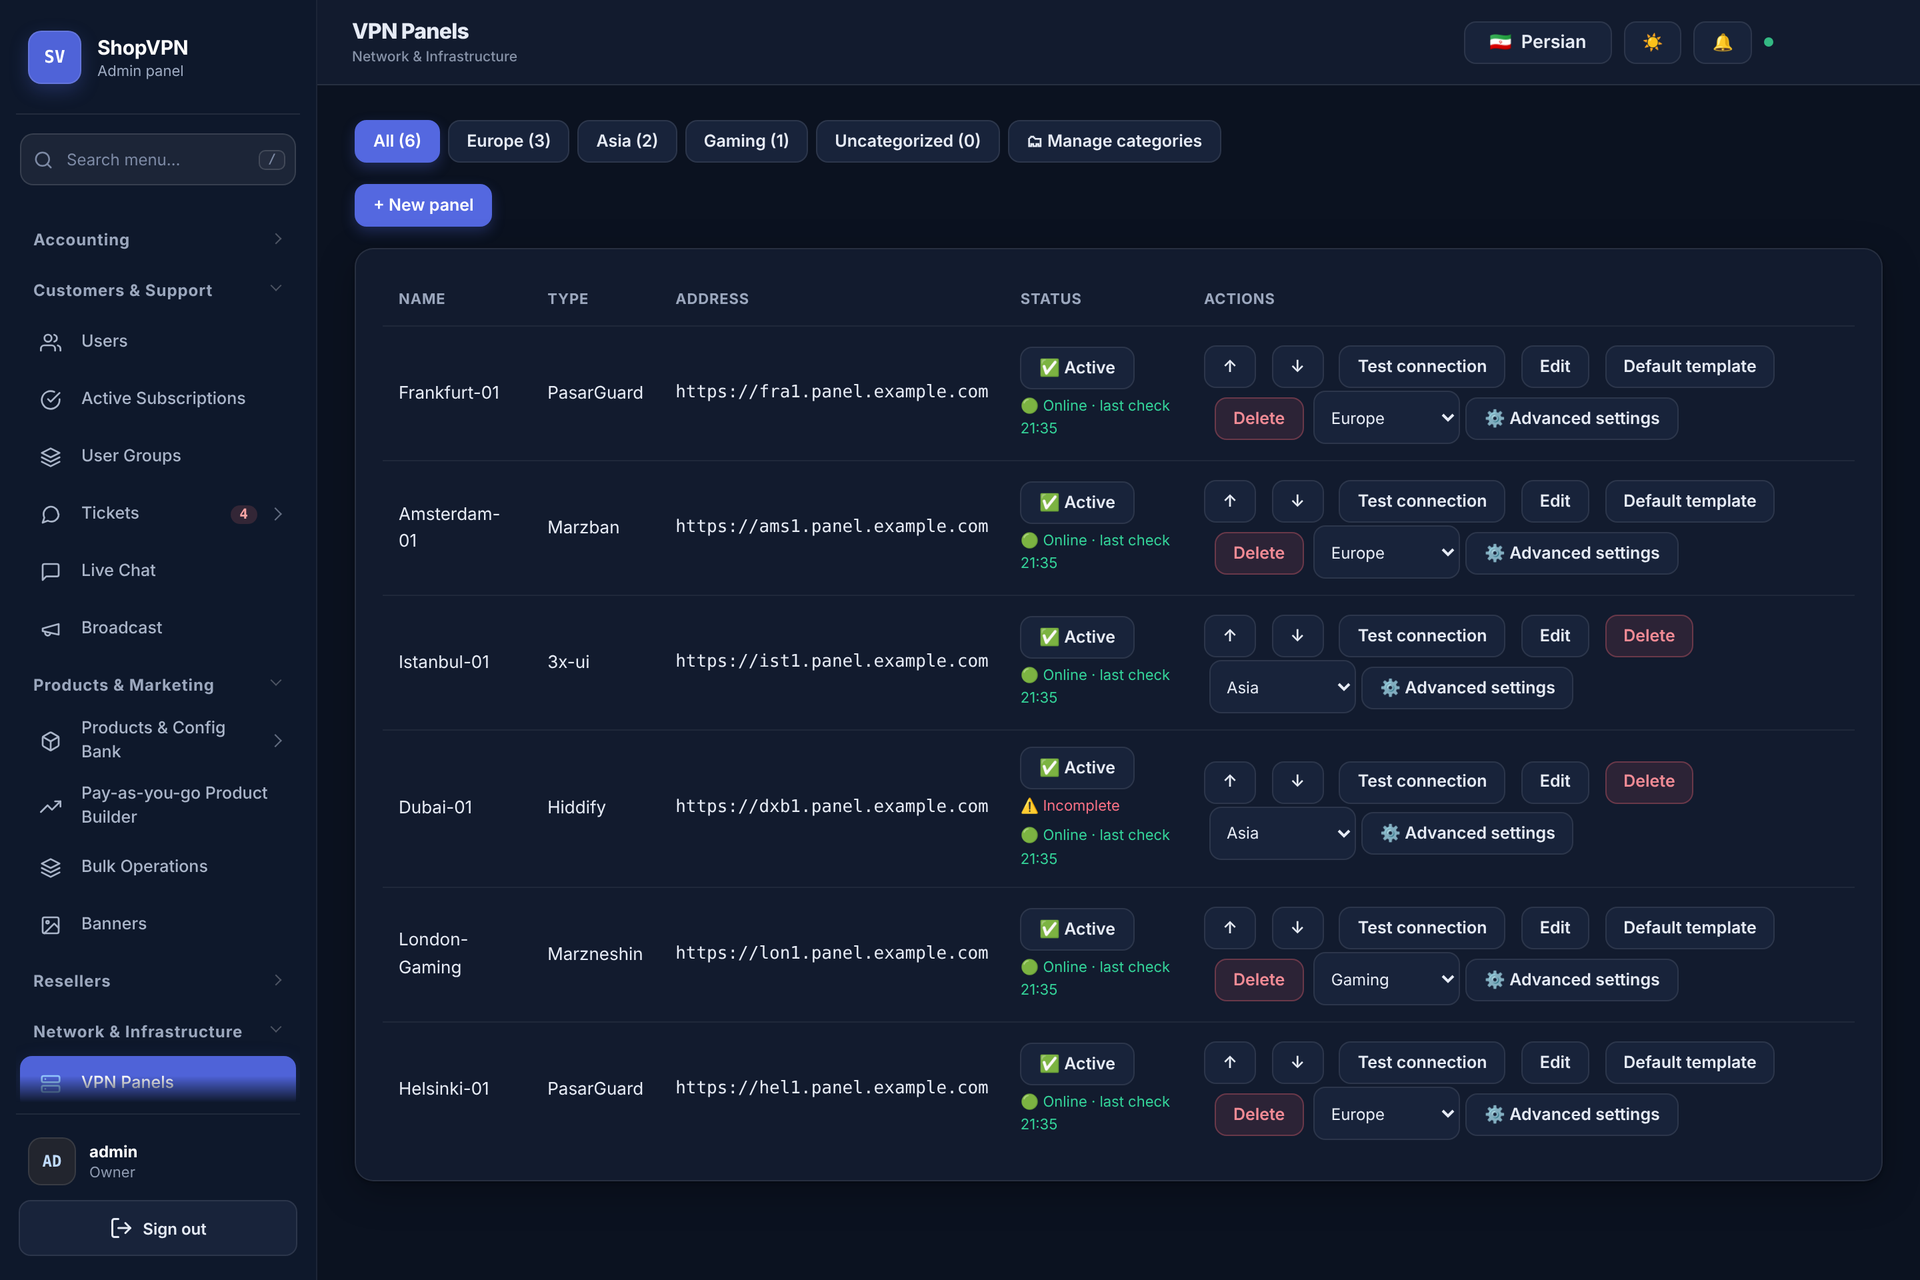 SV
ShopVPN
Admin panel
Search menu... /
Accounting
Customers & Support
Users
Active Subscriptions
User Groups
Tickets 4
Live Chat
Broadcast
Products & Marketing
Products & Config
Bank
Pay-as-you-go Product
Builder
Bulk Operations
Banners
Resellers
Network & Infrastructure
VPN Panels
AD
admin
Owner
Sign out
VPN Panels
Network & Infrastructure
Persian
All (6) Europe (3) Asia (2) Gaming (1) Uncategorized (0) Manage categories
+ New panel
NAME TYPE ADDRESS STATUS ACTIONS
Frankfurt-01 PasarGuard https://fra1.panel.example.com ✅ Active
Online · last check
21:35
↑ ↓ Test connection Edit Default template
Delete Europe Advanced settings
Amsterdam-
01
Marzban https://ams1.panel.example.com ✅ Active
Online · last check
21:35
↑ ↓ Test connection Edit Default template
Delete Europe Advanced settings
Istanbul-01 3x-ui https://ist1.panel.example.com ✅ Active
Online · last check
21:35
↑ ↓ Test connection Edit Delete
Asia Advanced settings
Dubai-01 Hiddify https://dxb1.panel.example.com ✅ Active
⚠️ Incomplete
Online · last check
21:35
↑ ↓ Test connection Edit Delete
Asia Advanced settings
London-
Gaming
Marzneshin https://lon1.panel.example.com ✅ Active
Online · last check
21:35
↑ ↓ Test connection Edit Default template
Delete Gaming Advanced settings
Helsinki-01 PasarGuard https://hel1.panel.example.com ✅ Active
Online · last check
21:35
↑ ↓ Test connection Edit Default template
Delete Europe Advanced settings